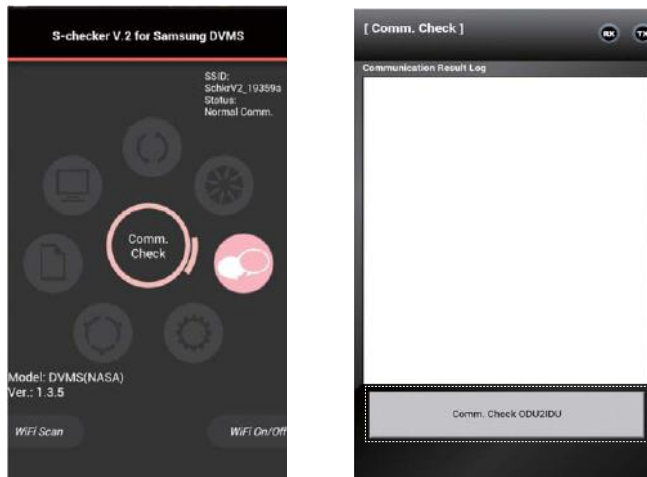 S-checker V.2 for Samsung DVMS
SSID:
SchkrV2_19359a
Status:
Normal Comm.
Comm.
Check
Model: DVMS(NASA)
Ver.: 1.3.5
WiFi Scan
WiFi On/Off
[ Comm. Check ]
RX
TX
Communication Result Log
Comm. Check ODU2IDU